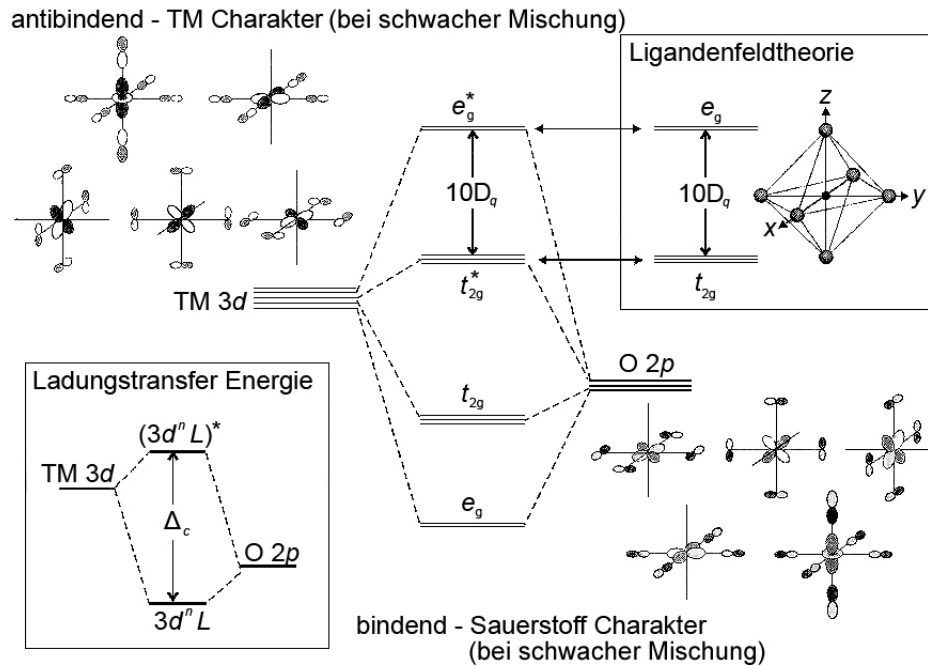 antibindend - TM Charakter (bei schwacher Mischung)
Ligandenfeldtheorie
e*g
10Dq
t*2g
eg
10Dq
t2g
z
y
x
TM 3d
O 2p
t2g
eg
Ladungstransfer Energie
(3dⁿ L)*
TM 3d
Δc
O 2p
3dⁿ L
bindend - Sauerstoff Charakter
(bei schwacher Mischung)